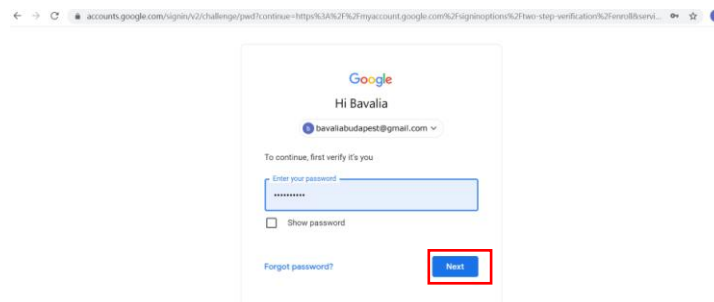 accounts.google.com/signin/v2/challenge/pwd?continue=https%3A%2F%2Fmyaccount.google.com%2Fsigninoptions%2Ftwo-step-verification%2Fenroll&servi...
Google
Hi Bavalia
bavaliabudapest@gmail.com
To continue, first verify it's you
Enter your password
••••••••••
Show password
Forgot password? Next